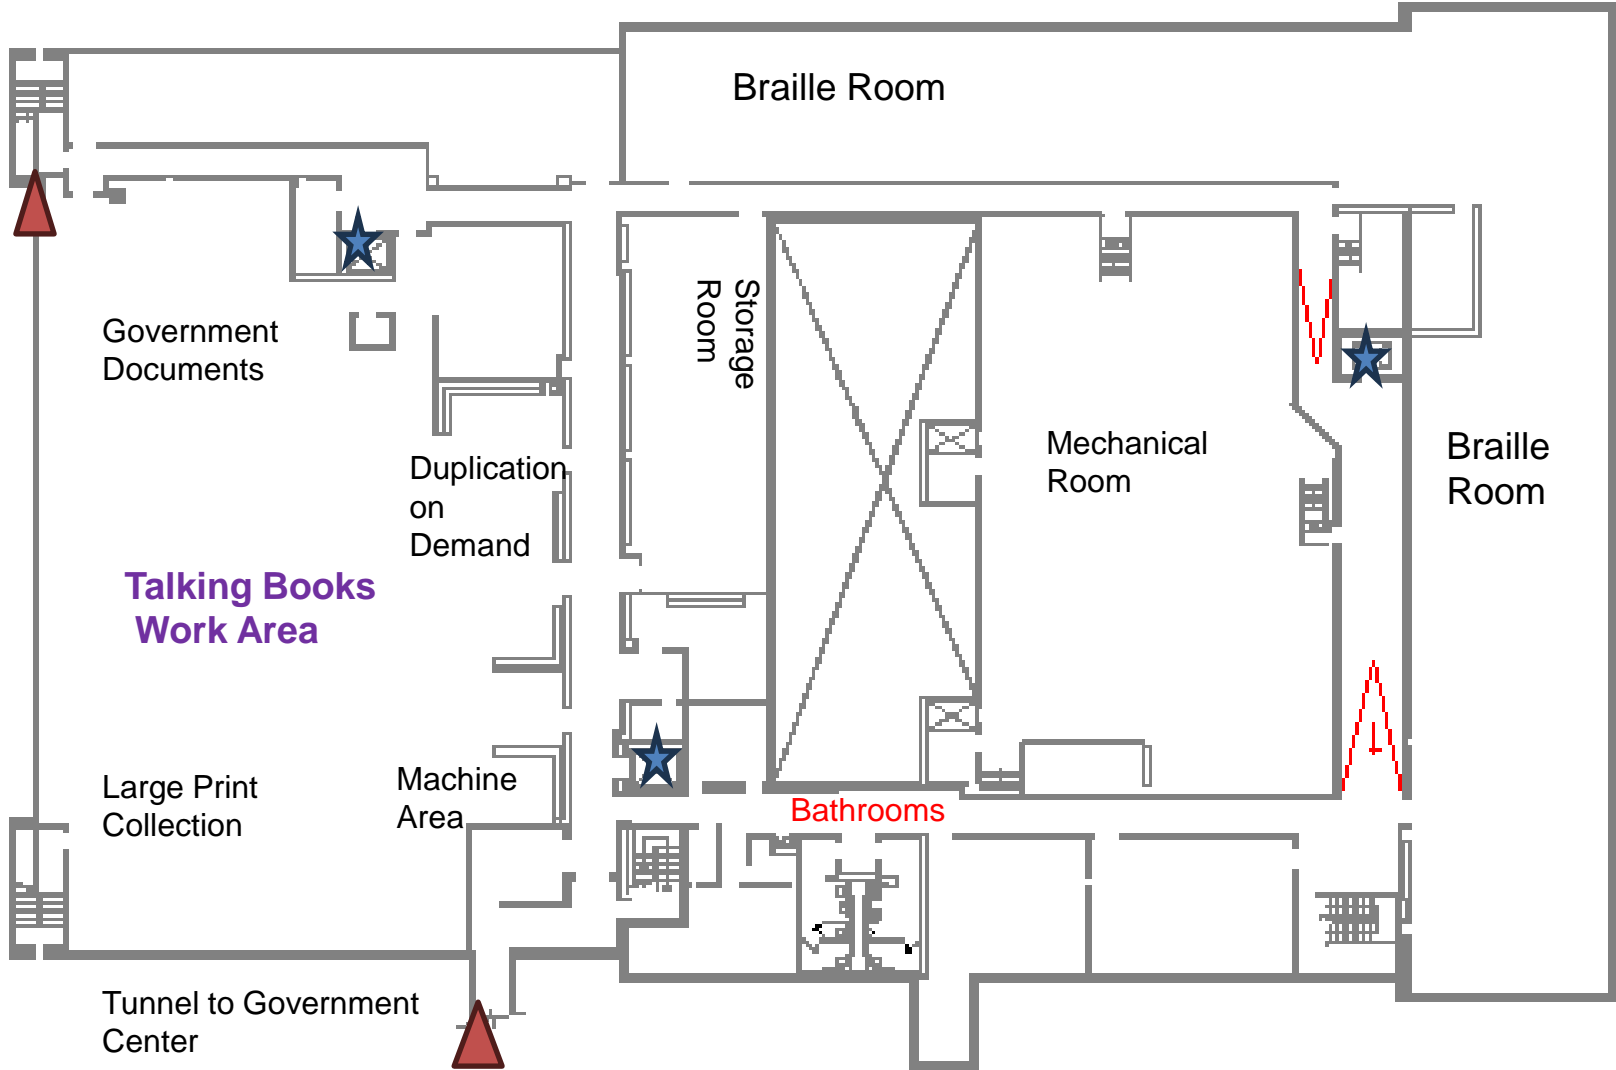 Braille Room
Government
Documents
Storage
Room
Duplication
on
Demand
Mechanical
Room
Braille
Room
Talking Books
Work Area
Large Print
Collection
Machine
Area
Bathrooms
Tunnel to Government
Center